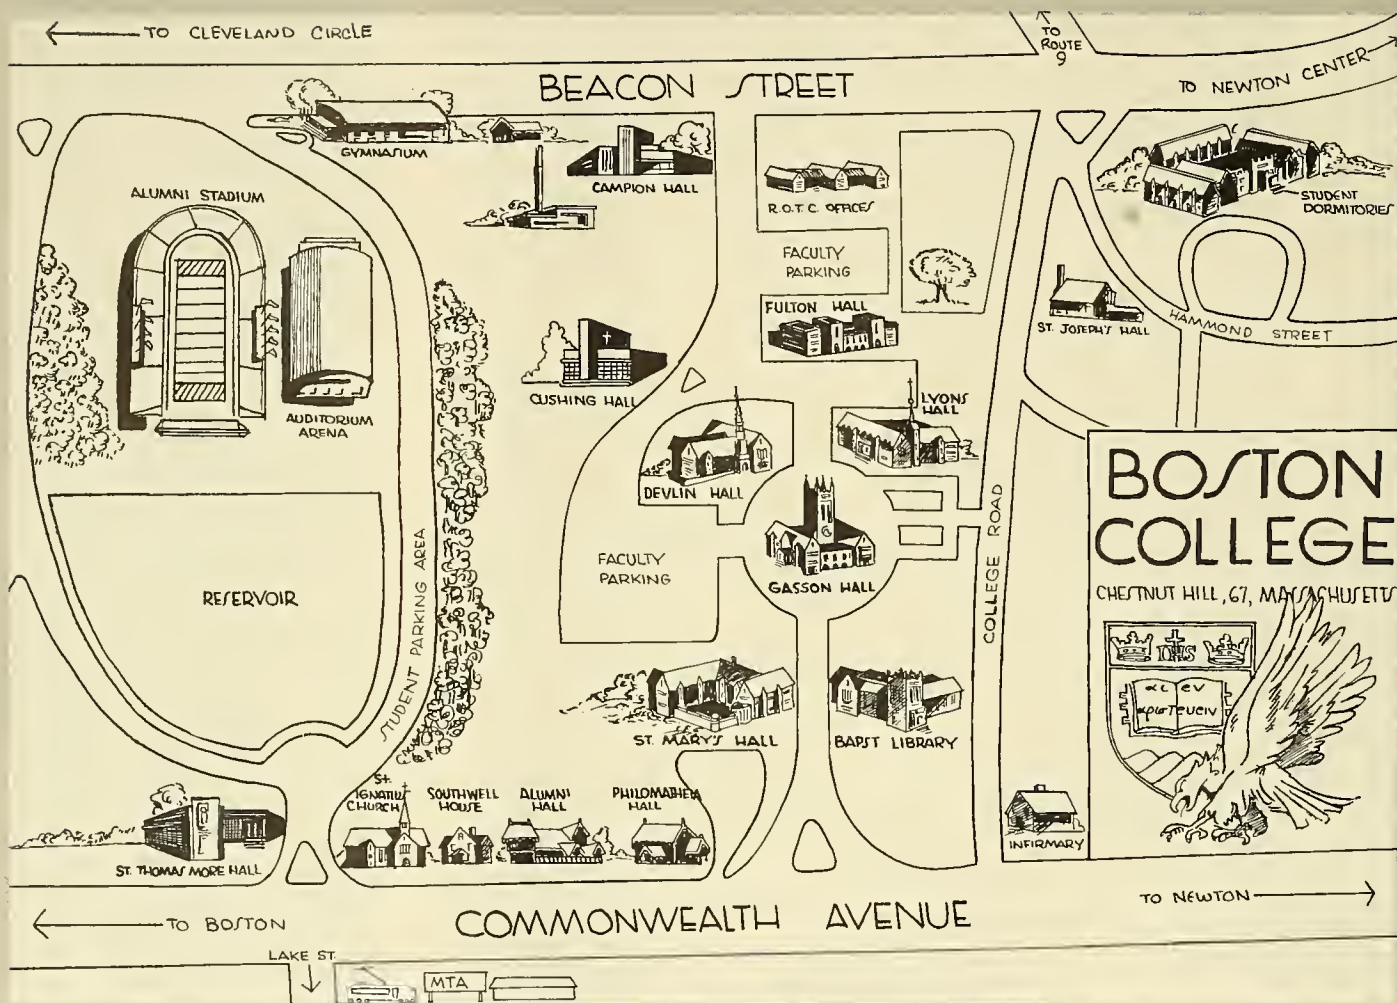 TO CLEVELAND CIRCLE
TO
ROUTE
9
BEACON STREET
TO NEWTON CENTER
GYMNASIUM
CAMPION HALL
ALUMNI STADIUM
R.O.T.C. OFFICES
STUDENT
DORMITORIES
FACULTY
PARKING
FULTON HALL
ST. JOSEPH'S HALL
HAMMOND STREET
CUSHING HALL
LYONS
HALL
AUDITORIUM
ARENA
DEVLIN HALL
BOSTON
COLLEGE
CHESTNUT HILL, 67, MASSACHUSETTS
COLLEGE ROAD
STUDENT PARKING AREA
FACULTY
PARKING
GASSON HALL
RESERVOIR
IHS
ST. MARY'S HALL
BAPST LIBRARY
ST.
IGNATIUS
CHURCH
SOUTHWELL
HOUSE
ALUMNI
HALL
PHILOMATHEIA
HALL
INFIRMARY
ST. THOMAS MORE HALL
TO NEWTON
TO BOSTON
COMMONWEALTH AVENUE
LAKE ST.
MTA